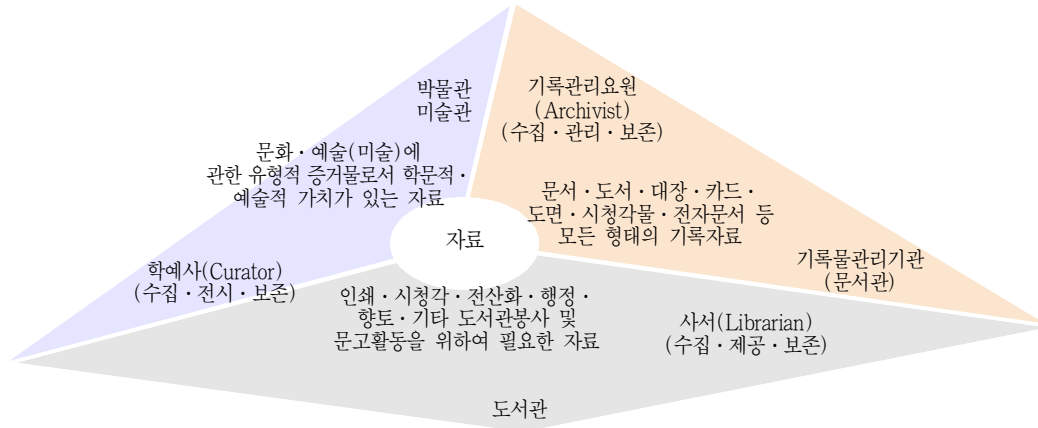 박물관
미술관
문화·예술(미술)에
관한 유형적 증거물로서 학문적·
예술적 가치가 있는 자료
학예사(Curator)
(수집·전시·보존)
기록관리요원
(Archivist)
(수집·관리·보존)
문서·도서·대장·카드·
도면·시청각물·전자문서 등
모든 형태의 기록자료
기록물관리기관
(문서관)
자료
인쇄·시청각·전산화·행정·
향토·기타 도서관봉사 및
문고활동을 위하여 필요한 자료
사서(Librarian)
(수집·제공·보존)
도서관